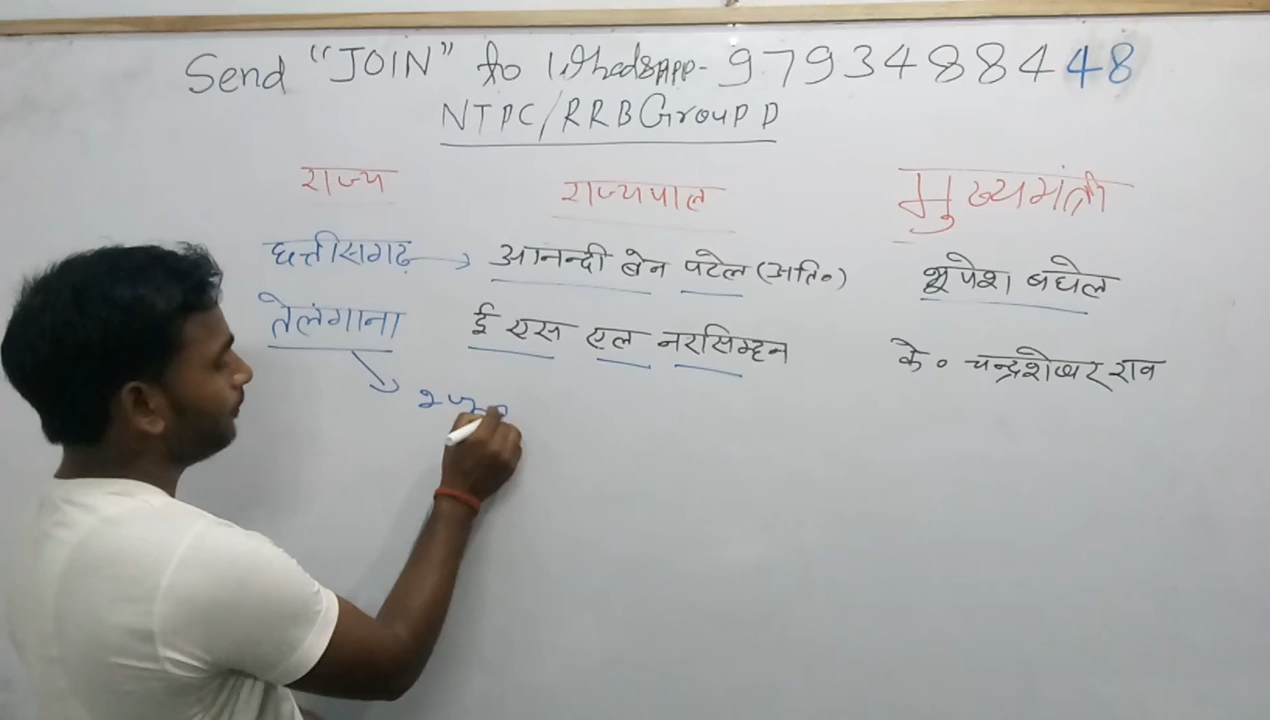 Send "JOIN" to Whatsapp-9793488448
NTPC/RRB Group D
राज्य राज्यपाल मुख्यमंत्री
छत्तीसगढ़ → आनन्दी बेन पटेल (अति०) भूपेश बघेल
तेलंगाना ई एस एल नरसिम्हन के० चन्द्रशेखर राव